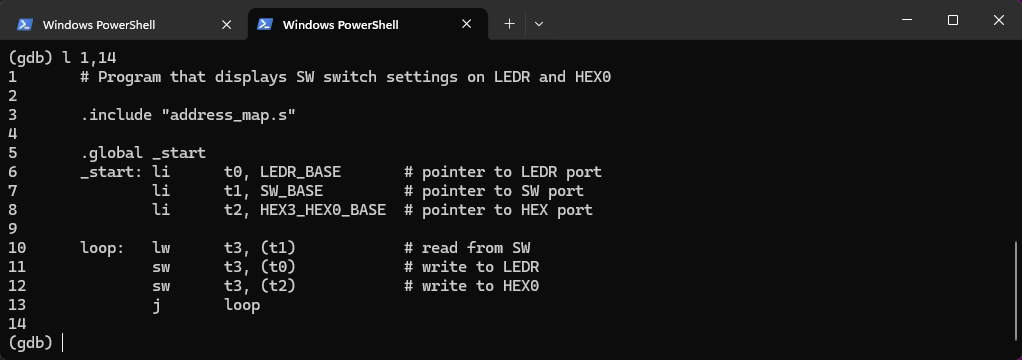 Windows PowerShell Windows PowerShell
(gdb) l 1,14
1       # Program that displays SW switch settings on LEDR and HEX0
2
3       .include "address_map.s"
4
5       .global _start
6       _start: li      t0, LEDR_BASE       # pointer to LEDR port
7               li      t1, SW_BASE         # pointer to SW port
8               li      t2, HEX3_HEX0_BASE  # pointer to HEX port
9
10      loop:   lw      t3, (t1)            # read from SW
11              sw      t3, (t0)            # write to LEDR
12              sw      t3, (t2)            # write to HEX0
13              j       loop
14
(gdb)